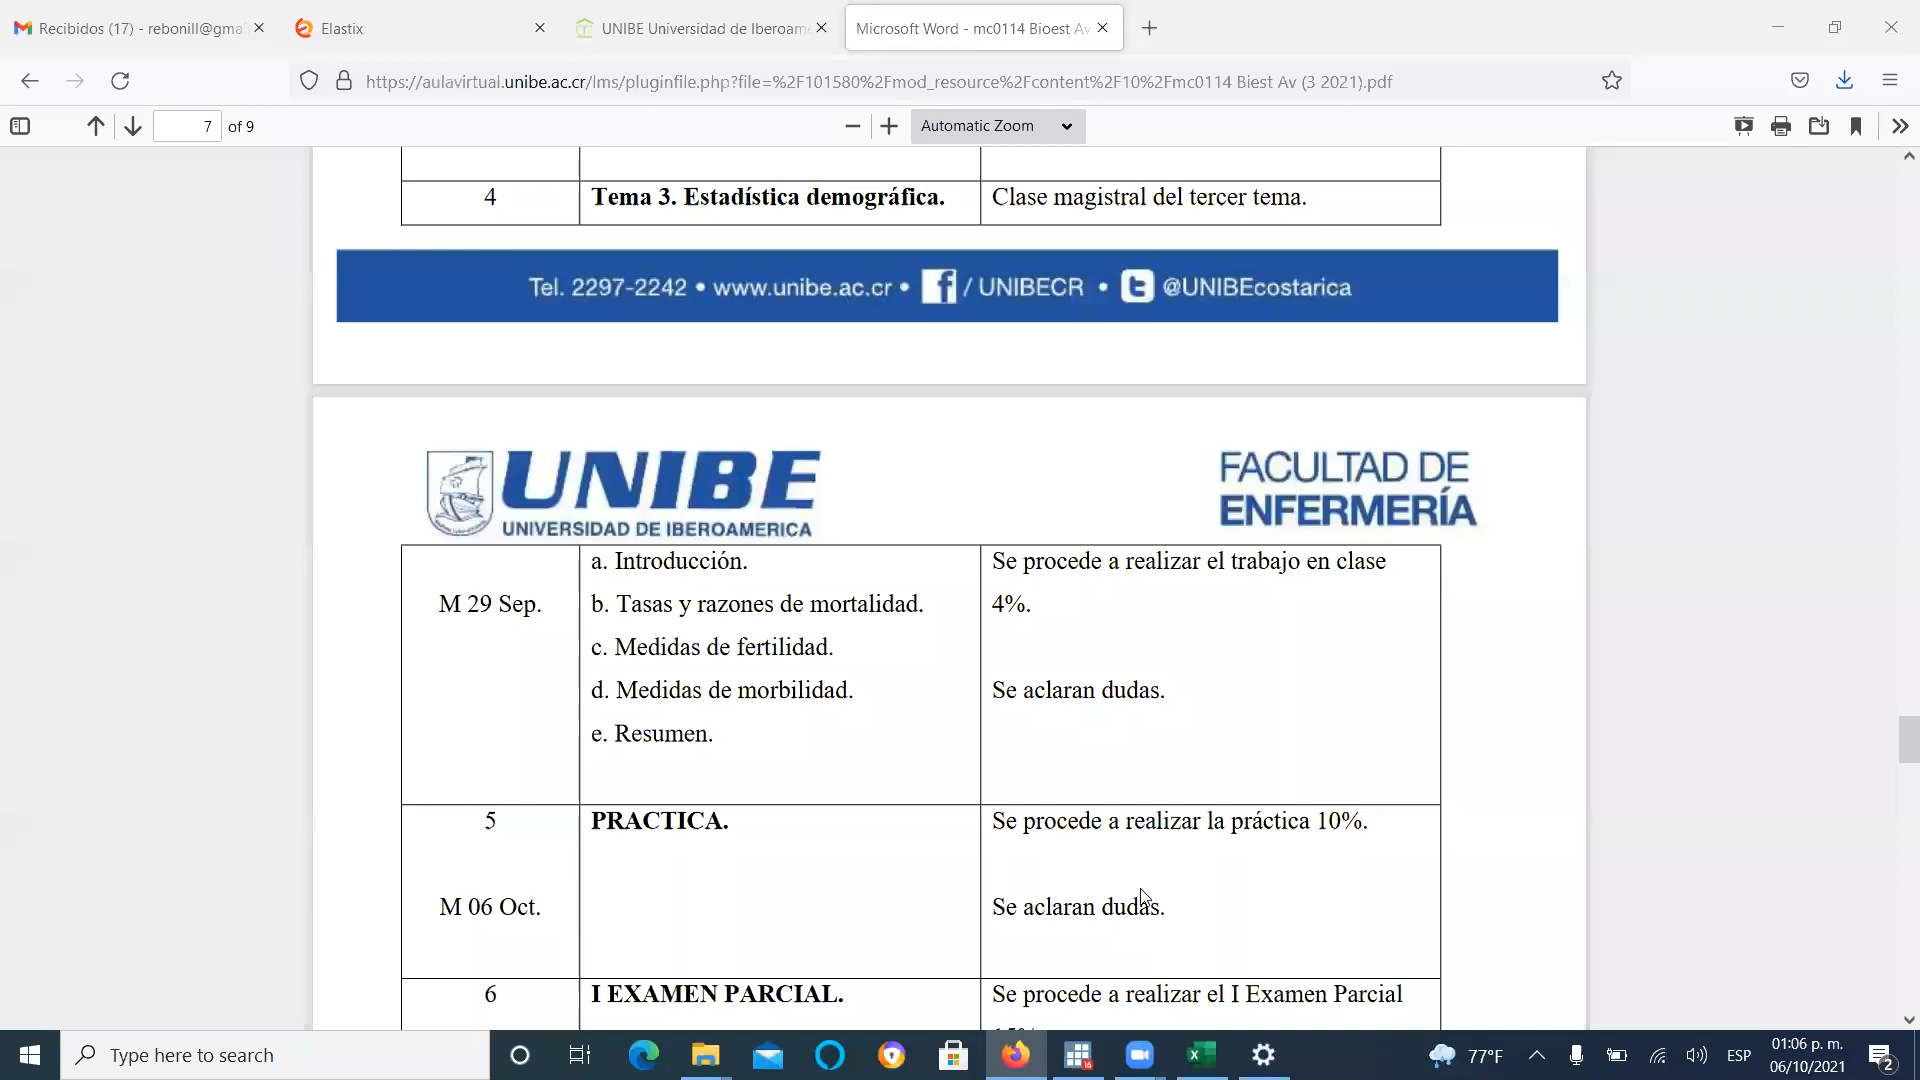 Recibidos (17) - rebonill@gma
Elastix
UNIBE Universidad de Iberoam
Microsoft Word - mc0114 Bioest Av
https://aulavirtual.unibe.ac.cr/lms/pluginfile.php?file=%2F101580%2Fmod_resource%2Fcontent%2F10%2Fmc0114 Biest Av (3 2021).pdf
7 of 9
Automatic Zoom
4 Tema 3. Estadística demográfica. Clase magistral del tercer tema.
Tel. 2297-2242 • www.unibe.ac.cr • f / UNIBECR • t @UNIBEcostarica
UNIBE
UNIVERSIDAD DE IBEROAMERICA
FACULTAD DE
ENFERMERÍA
a. Introducción. Se procede a realizar el trabajo en clase
M 29 Sep. b. Tasas y razones de mortalidad. 4%.
c. Medidas de fertilidad.
d. Medidas de morbilidad. Se aclaran dudas.
e. Resumen.
5 PRACTICA. Se procede a realizar la práctica 10%.
M 06 Oct. Se aclaran dudas.
6 I EXAMEN PARCIAL. Se procede a realizar el I Examen Parcial
Type here to search
77°F
ESP
01:06 p. m.
06/10/2021
2